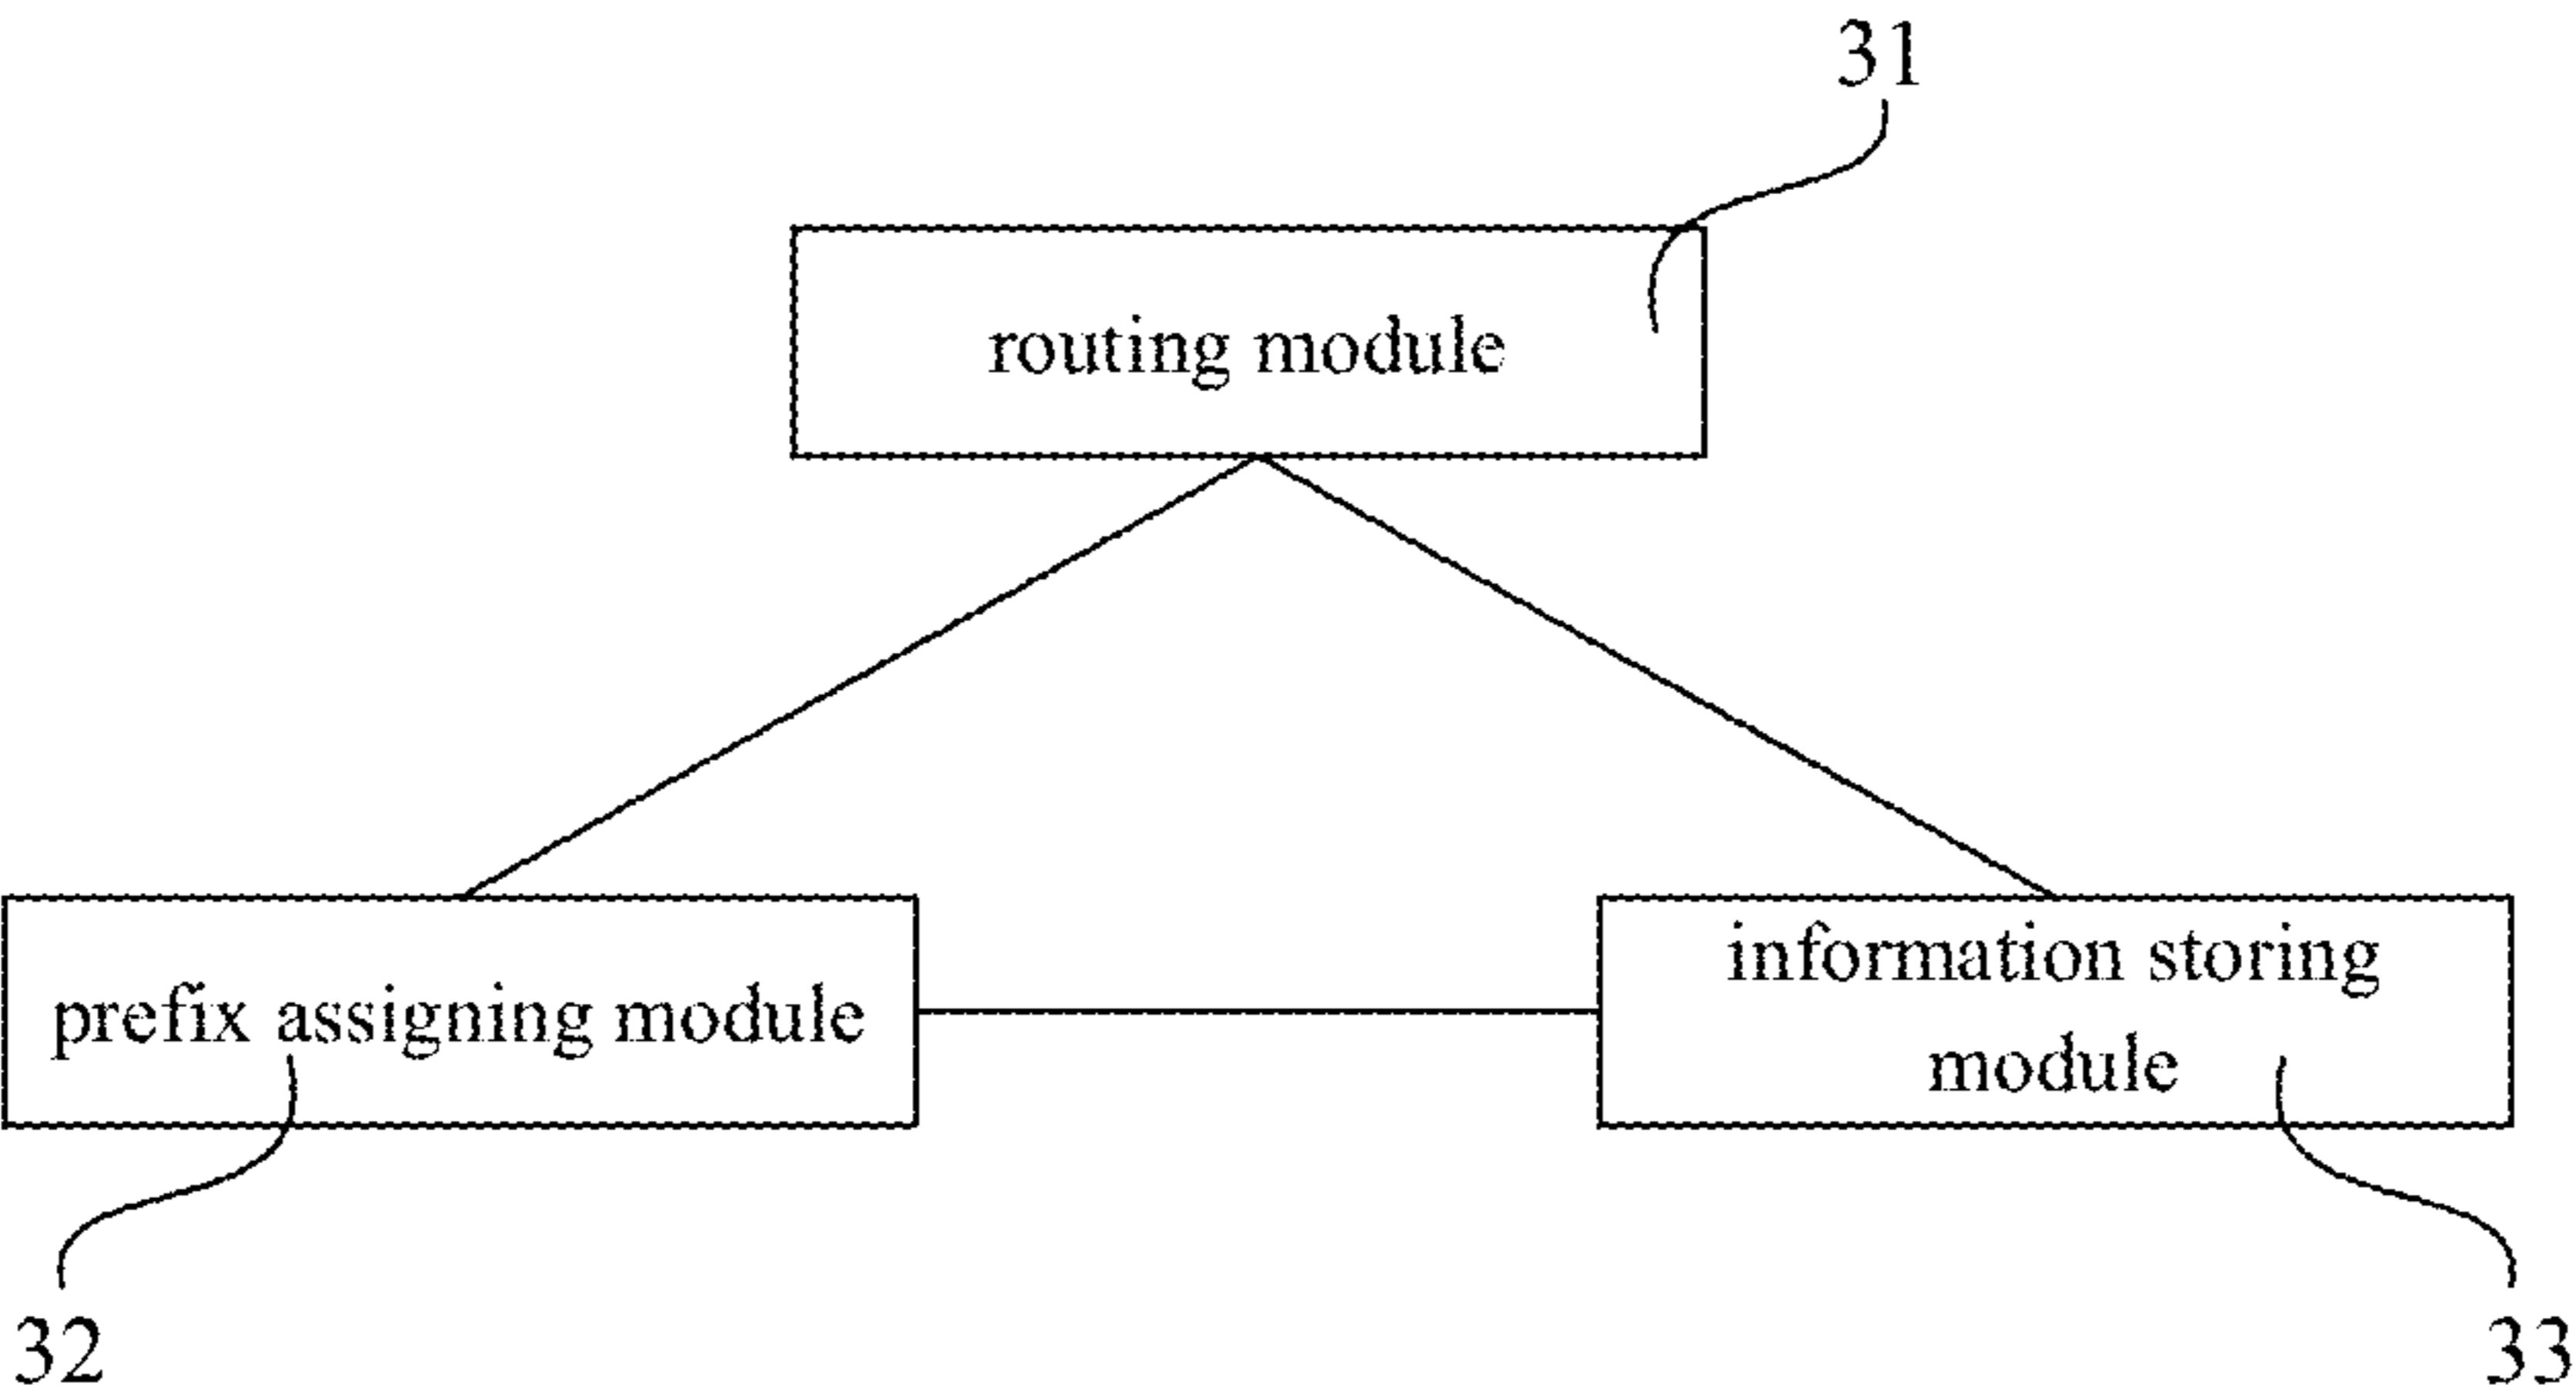 31
routing module
prefix assigning module
information storing
module
32
33